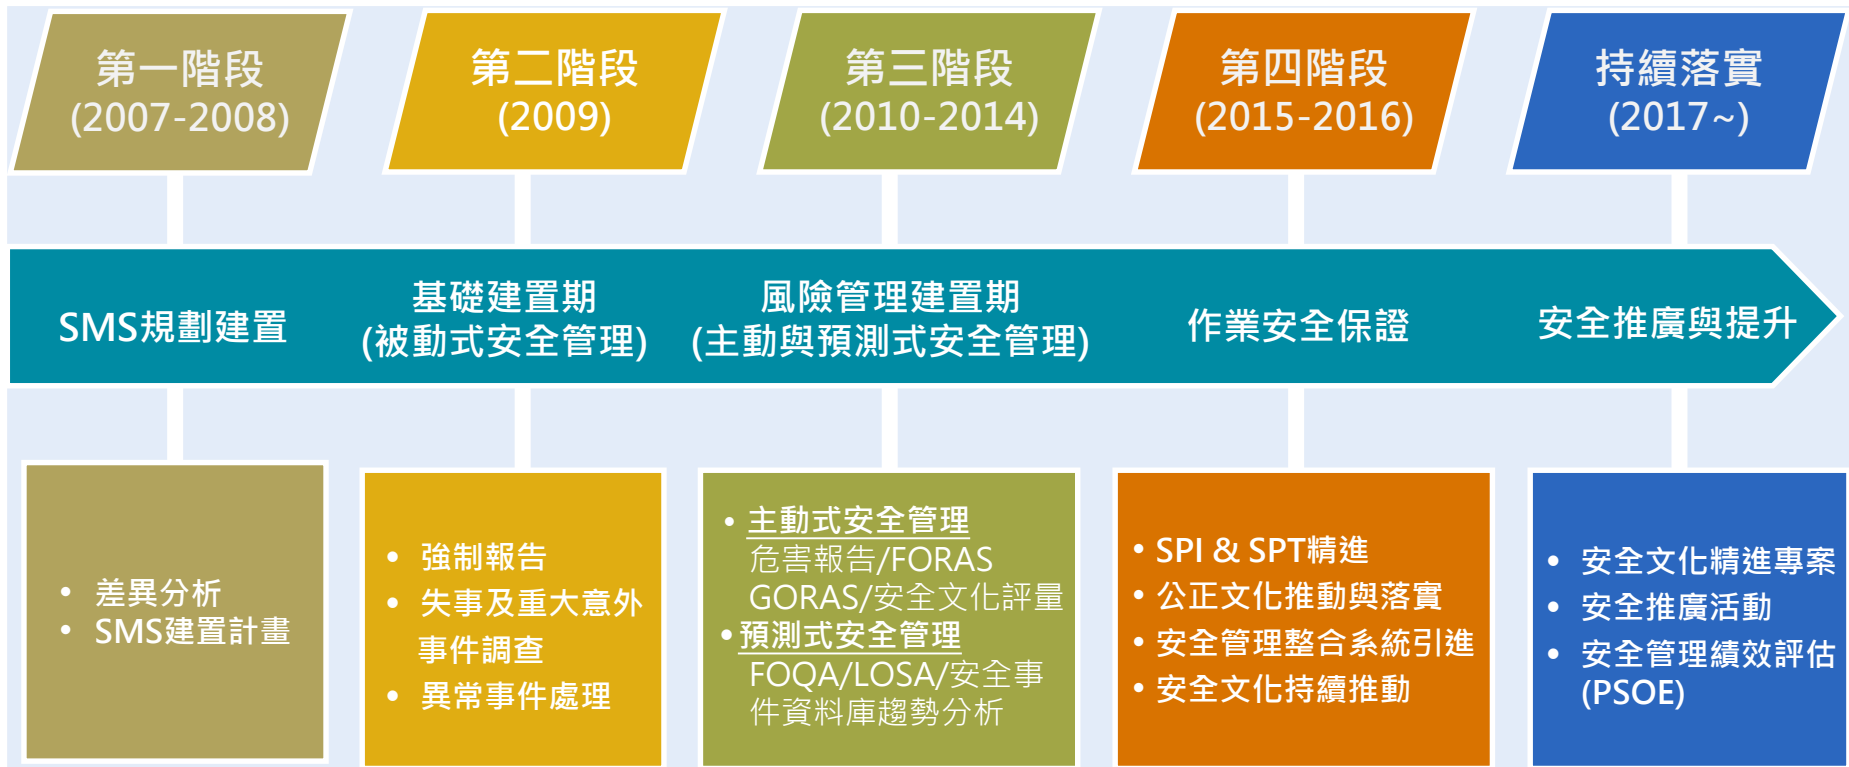 第一階段
(2007-2008)
第二階段
(2009)
第三階段
(2010-2014)
第四階段
(2015-2016)
持續落實
(2017~)
SMS規劃建置
基礎建置期
(被動式安全管理)
風險管理建置期
(主動與預測式安全管理)
作業安全保證
安全推廣與提升
• 差異分析
• SMS建置計畫
• 強制報告
• 失事及重大意外
事件調查
• 異常事件處理
• 主動式安全管理
危害報告/FORAS
GORAS/安全文化評量
• 預測式安全管理
FOQA/LOSA/安全事
件資料庫趨勢分析
• SPI & SPT精進
• 公正文化推動與落實
• 安全管理整合系統引進
• 安全文化持續推動
• 安全文化精進專案
• 安全推廣活動
• 安全管理績效評估
(PSOE)